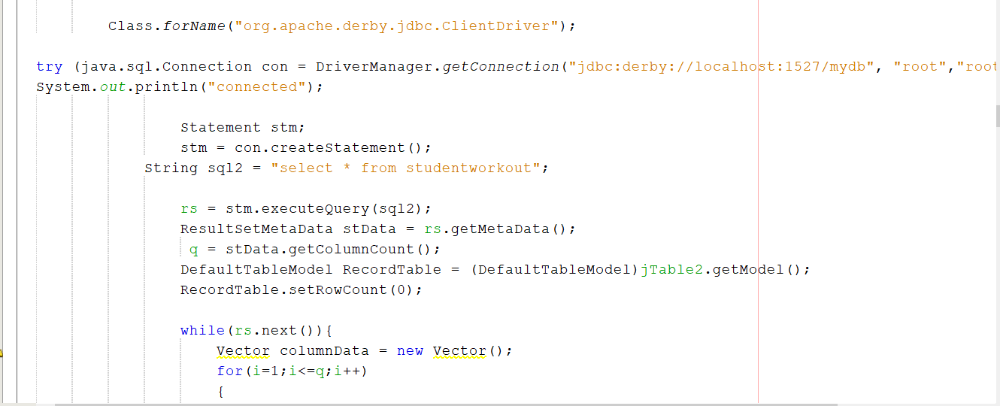 Class.forName("org.apache.derby.jdbc.ClientDriver");
try (java.sql.Connection con = DriverManager.getConnection("jdbc:derby://localhost:1527/mydb", "root","root
System.out.println("connected");
Statement stm;
stm = con.createStatement();
String sql2 = "select * from studentworkout";
rs = stm.executeQuery(sql2);
ResultSetMetaData stData = rs.getMetaData();
q = stData.getColumnCount();
DefaultTableModel RecordTable = (DefaultTableModel)jTable2.getModel();
RecordTable.setRowCount(0);
while(rs.next()){
Vector columnData = new Vector();
for(i=1;i<=q;i++)
{